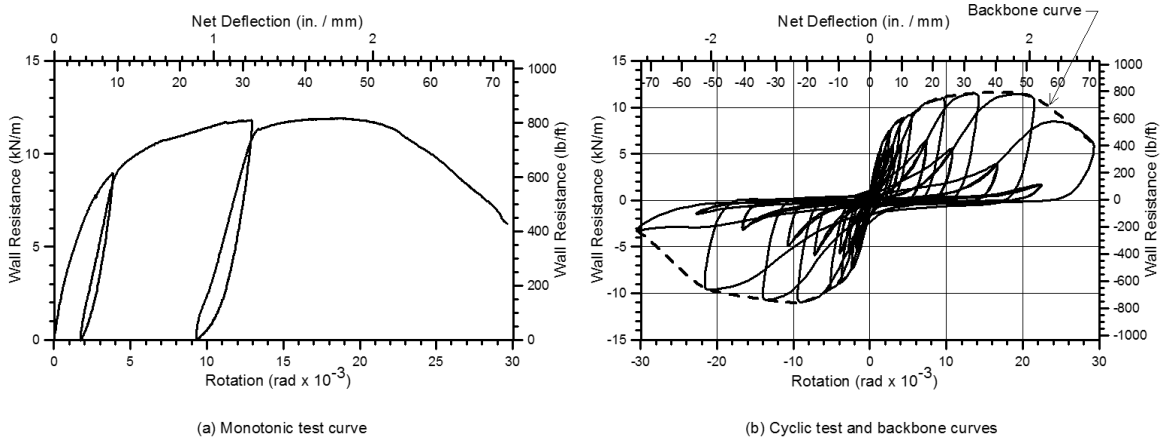 Net Deflection (in. / mm)
0 1 2
0 10 20 30 40 50 60 70
15
10
5
0
Wall Resistance (kN/m)
1000
800
600
400
200
0
Wall Resistance (lb/ft)
0 5 10 15 20 25 30
Rotation (rad x 10-3)
(a) Monotonic test curve
Backbone curve
Net Deflection (in. / mm)
-2 -1 0 1 2
-70 -60 -50 -40 -30 -20 -10 0 10 20 30 40 50 60 70
15
10
5
0
-5
-10
-15
Wall Resistance (kN/m)
1000
800
600
400
200
0
-200
-400
-600
-800
-1000
Wall Resistance (lb/ft)
-30 -20 -10 0 10 20 30
Rotation (rad x 10-3)
(b) Cyclic test and backbone curves